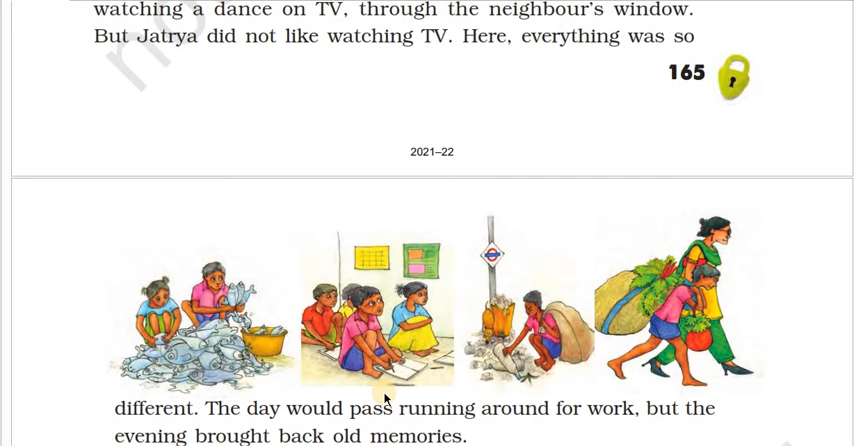 watching a dance on TV, through the neighbour's window.
But Jatrya did not like watching TV. Here, everything was so
165
2021–22
different. The day would pass running around for work, but the
evening brought back old memories.